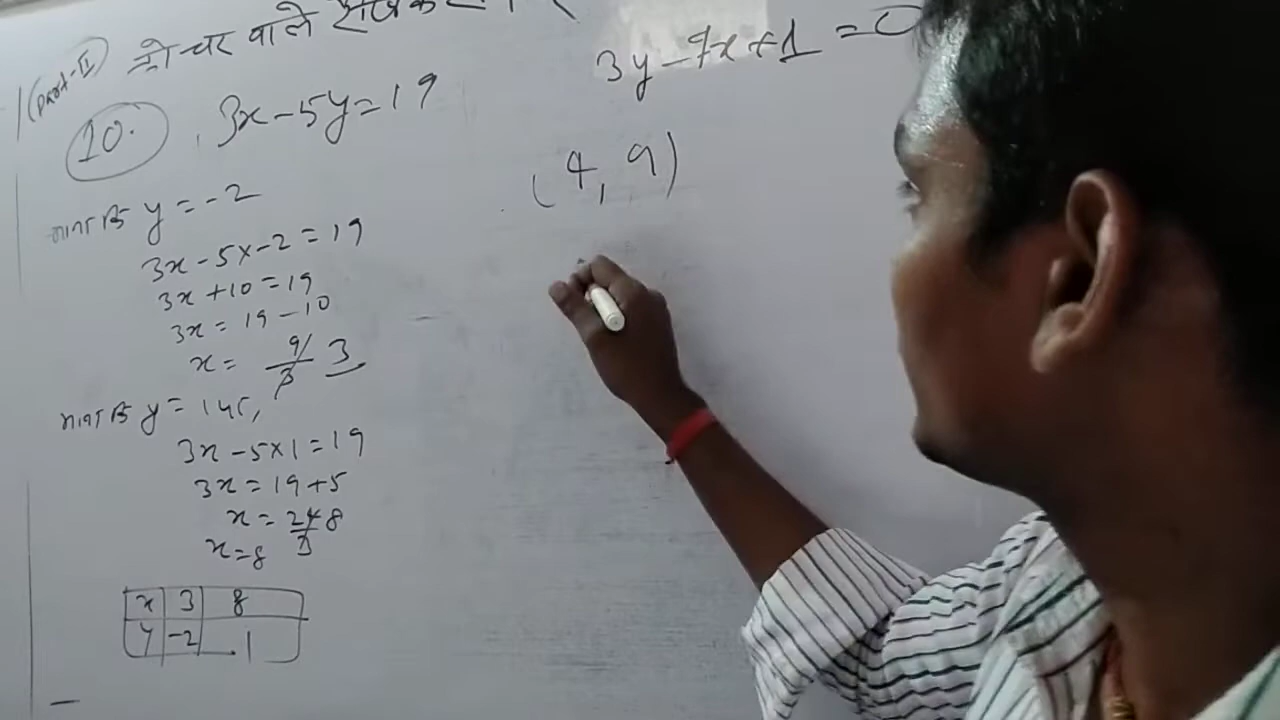 (Part-II) दो चर वाले
10. 3x-5y=19
मान कि y = -2
3x-5x-2=19
3x+10=19
3x = 19-10
x = 9/3 3
मान कि y = 1
3x-5x1=19
3x = 19+5
x = 24/3 8
x=8
x 3 8
y -2 1
3y-7x+1=0
(4, 9)